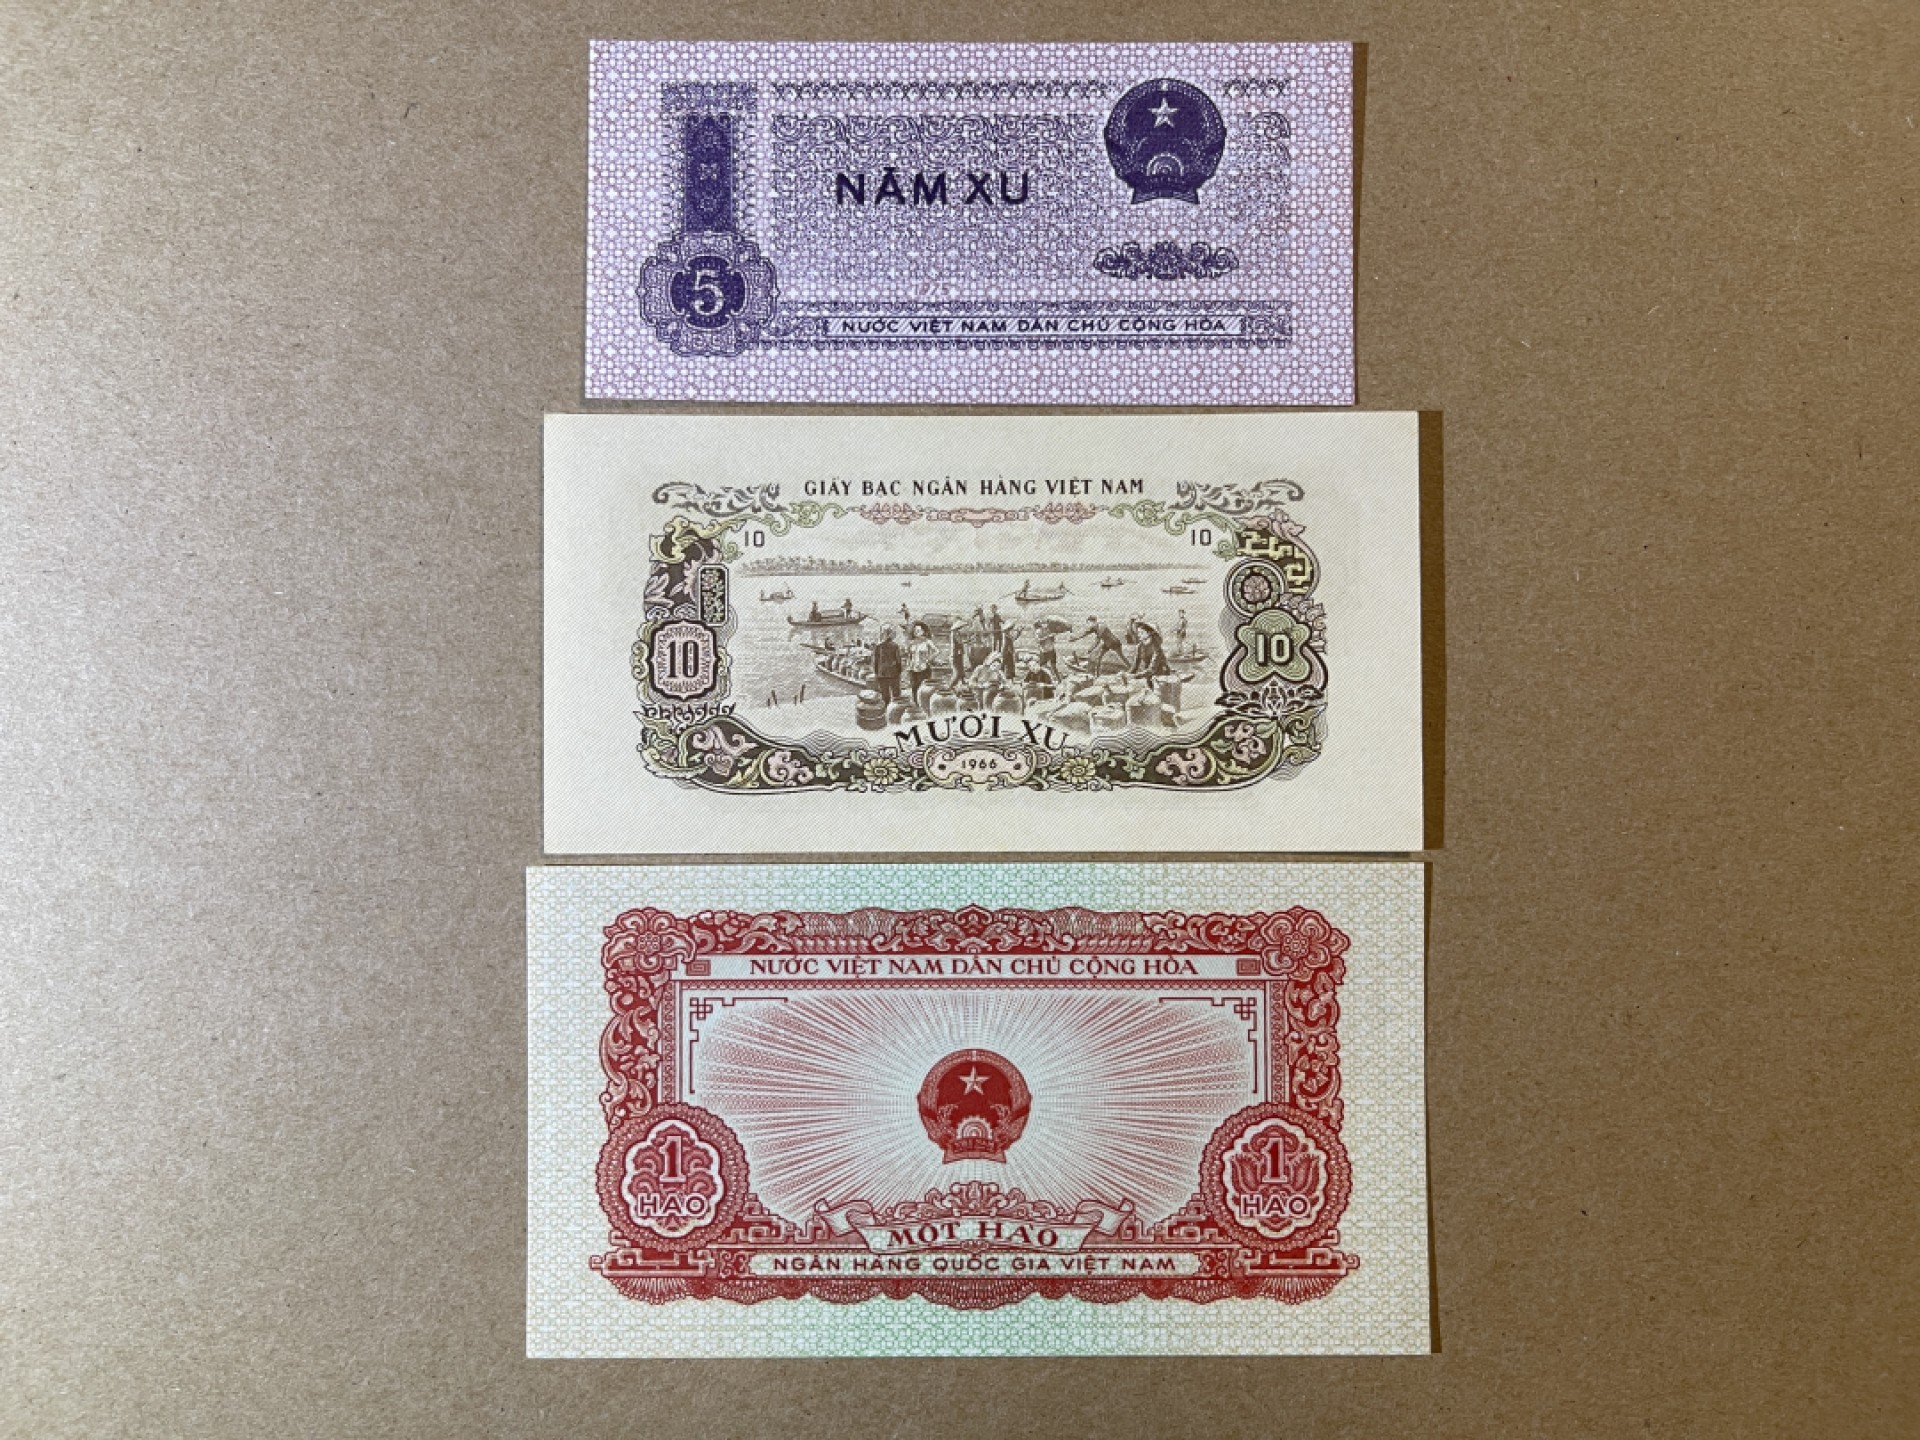 NĂM XU
5
1975
NƯỚC VIỆT NAM DÂN CHỦ CỘNG HÒA
GIẤY BẠC NGÂN HÀNG VIỆT NAM
10 10
10 10
MƯỜI XU
1966
NƯỚC VIỆT NAM DÂN CHỦ CỘNG HÒA
1 HÀO 1 HÀO
MỘT HÀO
NGÂN HÀNG QUỐC GIA VIỆT NAM